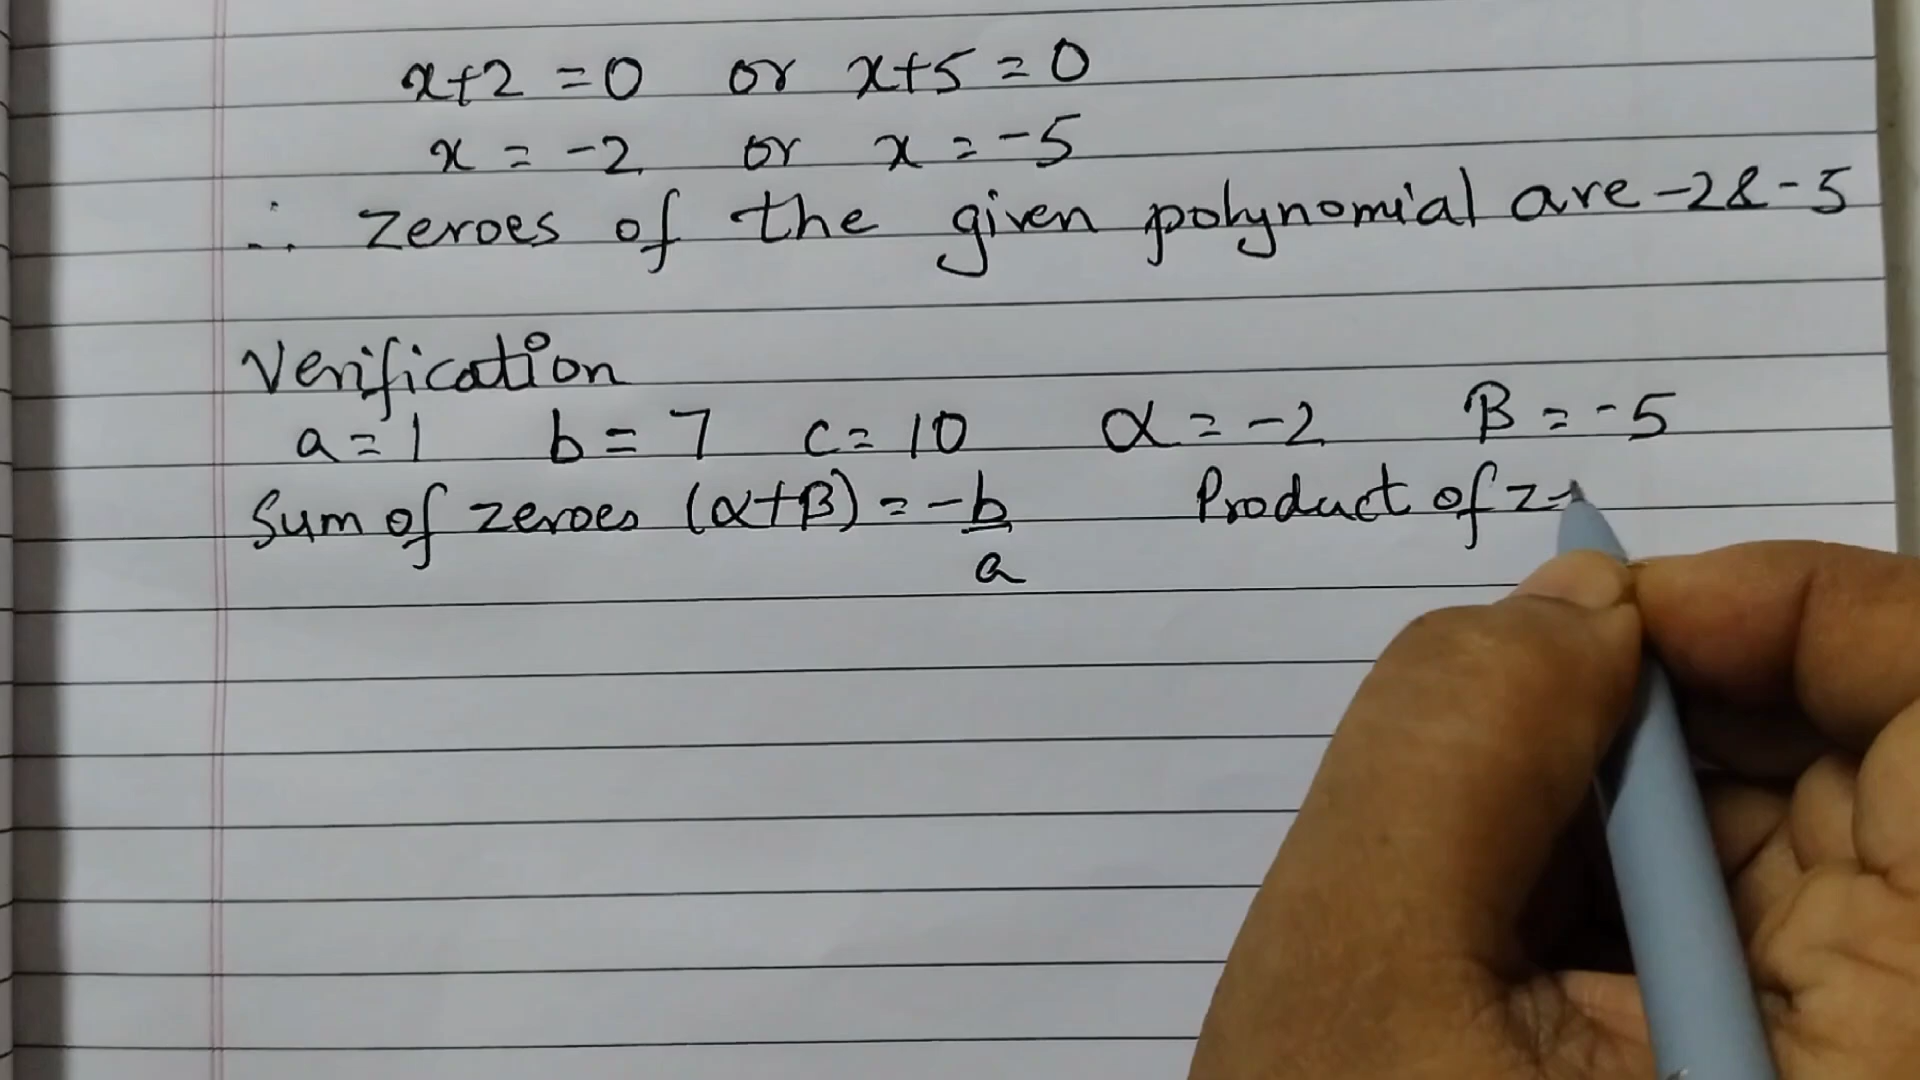 x+2 = 0 or x+5 = 0
x = -2 or x = -5
∴ zeroes of the given polynomial are -2 & -5
Verification
a = 1 b = 7 c = 10 α = -2 β = -5
Sum of zeroes (α+β) = -b/a Product of